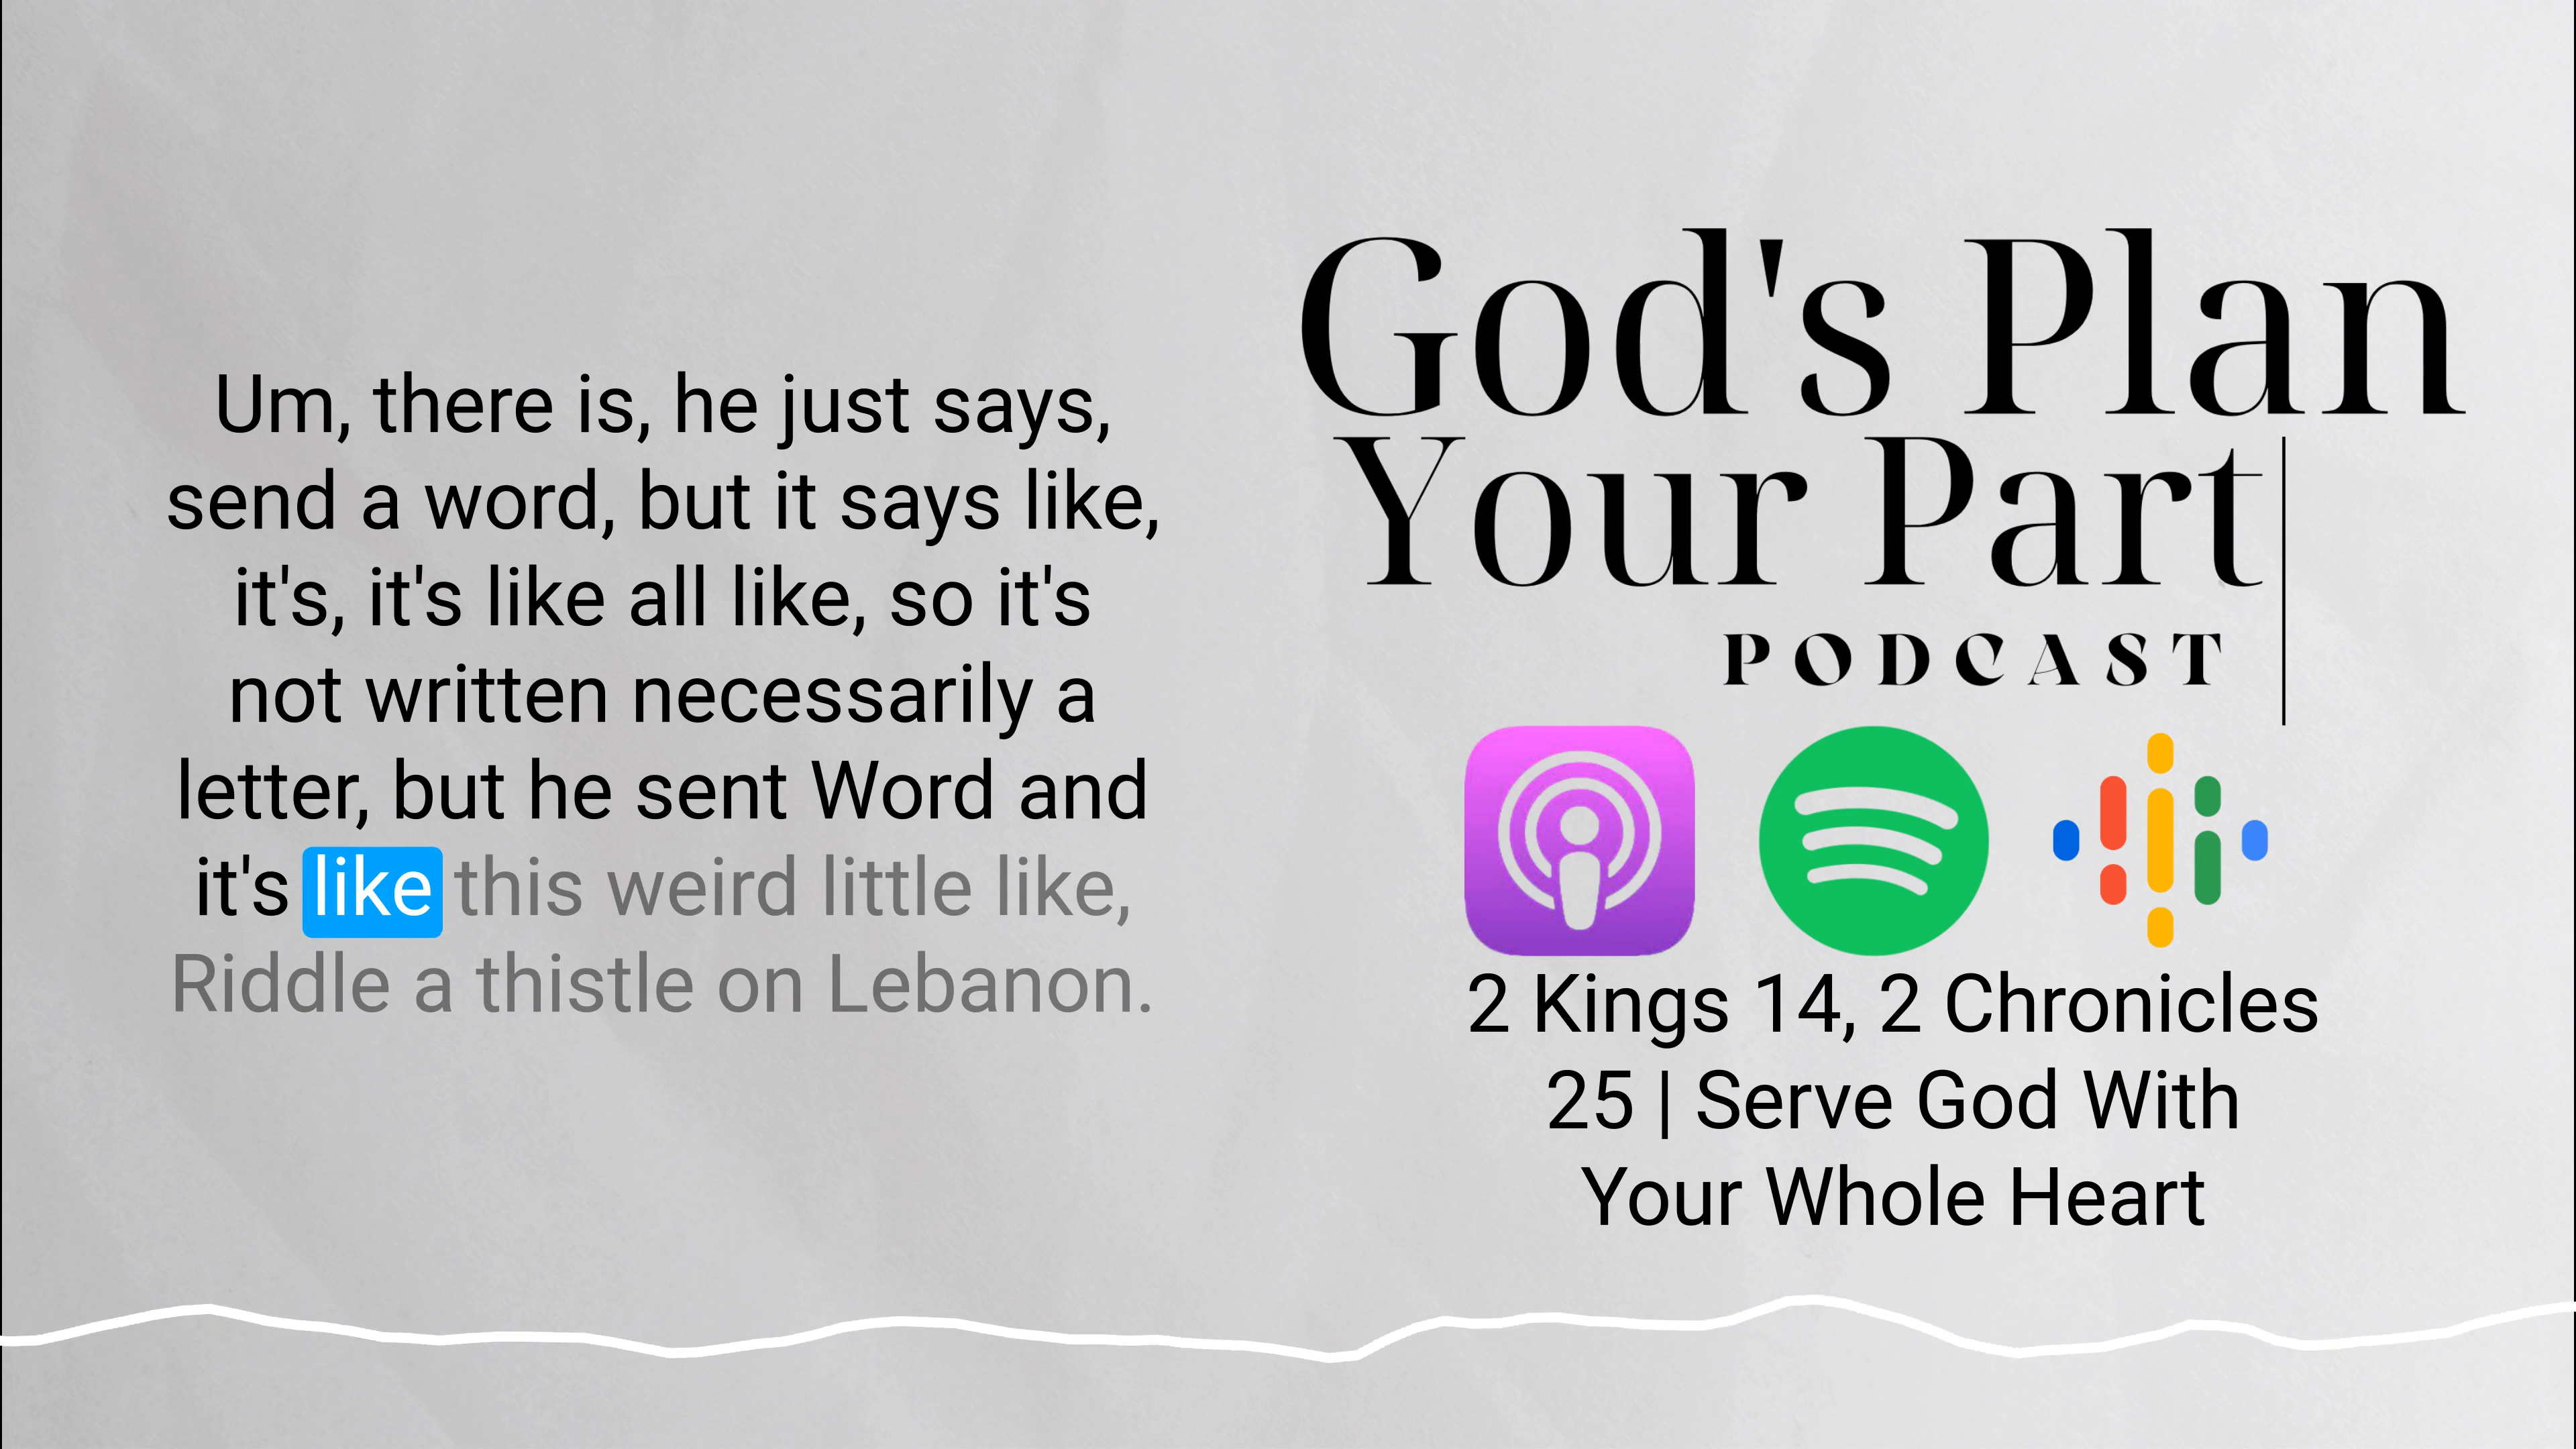 Um, there is, he just says,
send a word, but it says like,
it's, it's like all like, so it's
not written necessarily a
letter, but he sent Word and
it's like this weird little like,
Riddle a thistle on Lebanon.
God's Plan
Your Part
PODCAST
2 Kings 14, 2 Chronicles
25 | Serve God With
Your Whole Heart